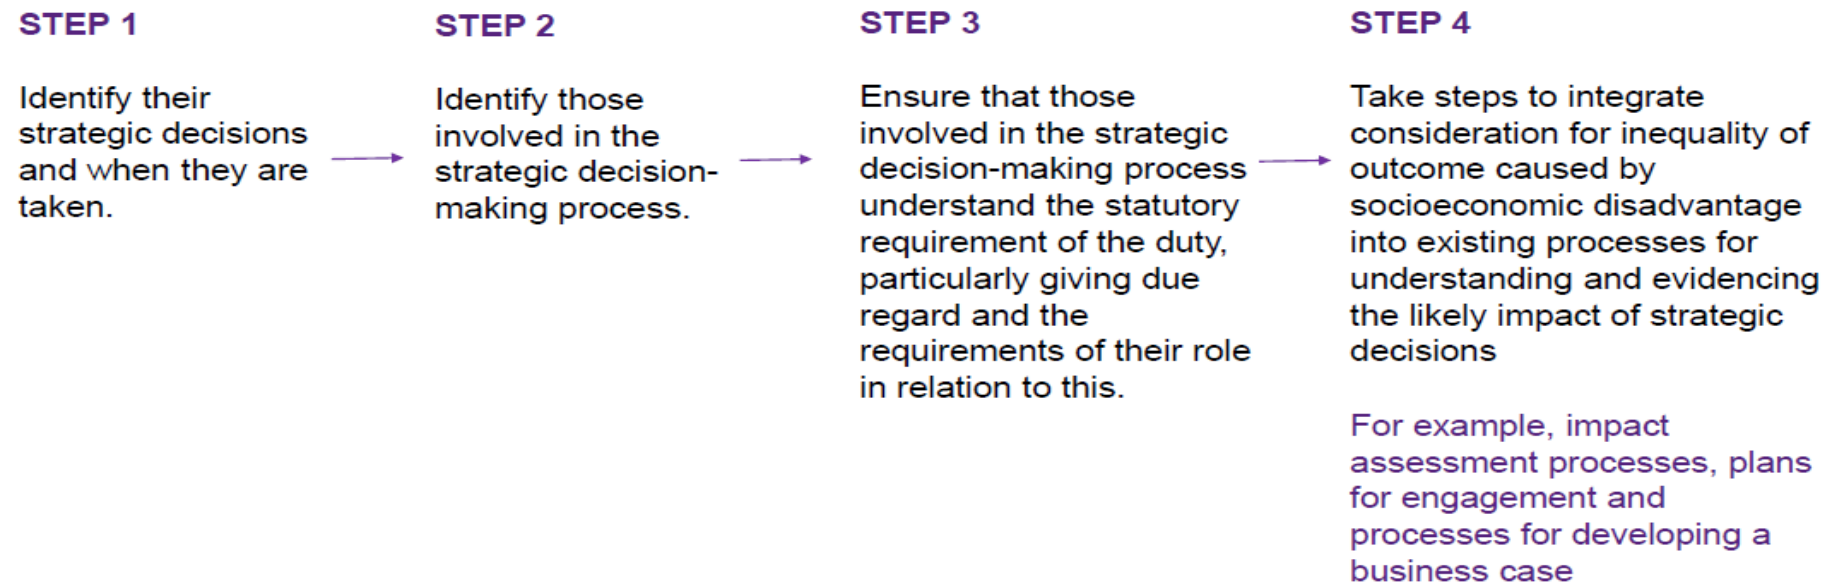 STEP 1
Identify their
strategic decisions
and when they are
taken.
STEP 2
Identify those
involved in the
strategic decision-
making process.
STEP 3
Ensure that those
involved in the strategic
decision-making process
understand the statutory
requirement of the duty,
particularly giving due
regard and the
requirements of their role
in relation to this.
STEP 4
Take steps to integrate
consideration for inequality of
outcome caused by
socioeconomic disadvantage
into existing processes for
understanding and evidencing
the likely impact of strategic
decisions
For example, impact
assessment processes, plans
for engagement and
processes for developing a
business case